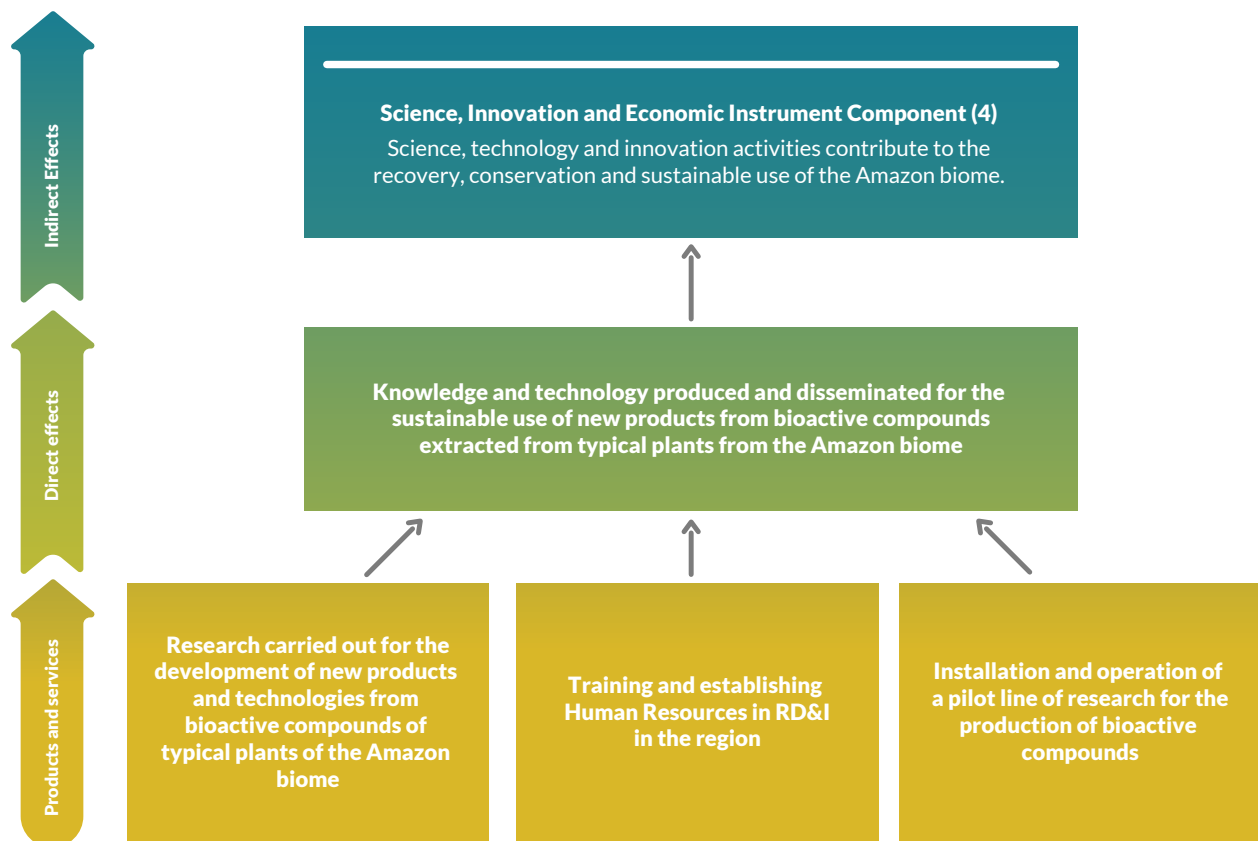 Indirect Effects
Science, Innovation and Economic Instrument Component (4)
Science, technology and innovation activities contribute to the
recovery, conservation and sustainable use of the Amazon biome.
Direct effects
Knowledge and technology produced and disseminated for the
sustainable use of new products from bioactive compounds
extracted from typical plants from the Amazon biome
Products and services
Research carried out for the
development of new products
and technologies from
bioactive compounds of
typical plants of the Amazon
biome
Training and establishing
Human Resources in RD&I
in the region
Installation and operation of
a pilot line of research for the
production of bioactive
compounds